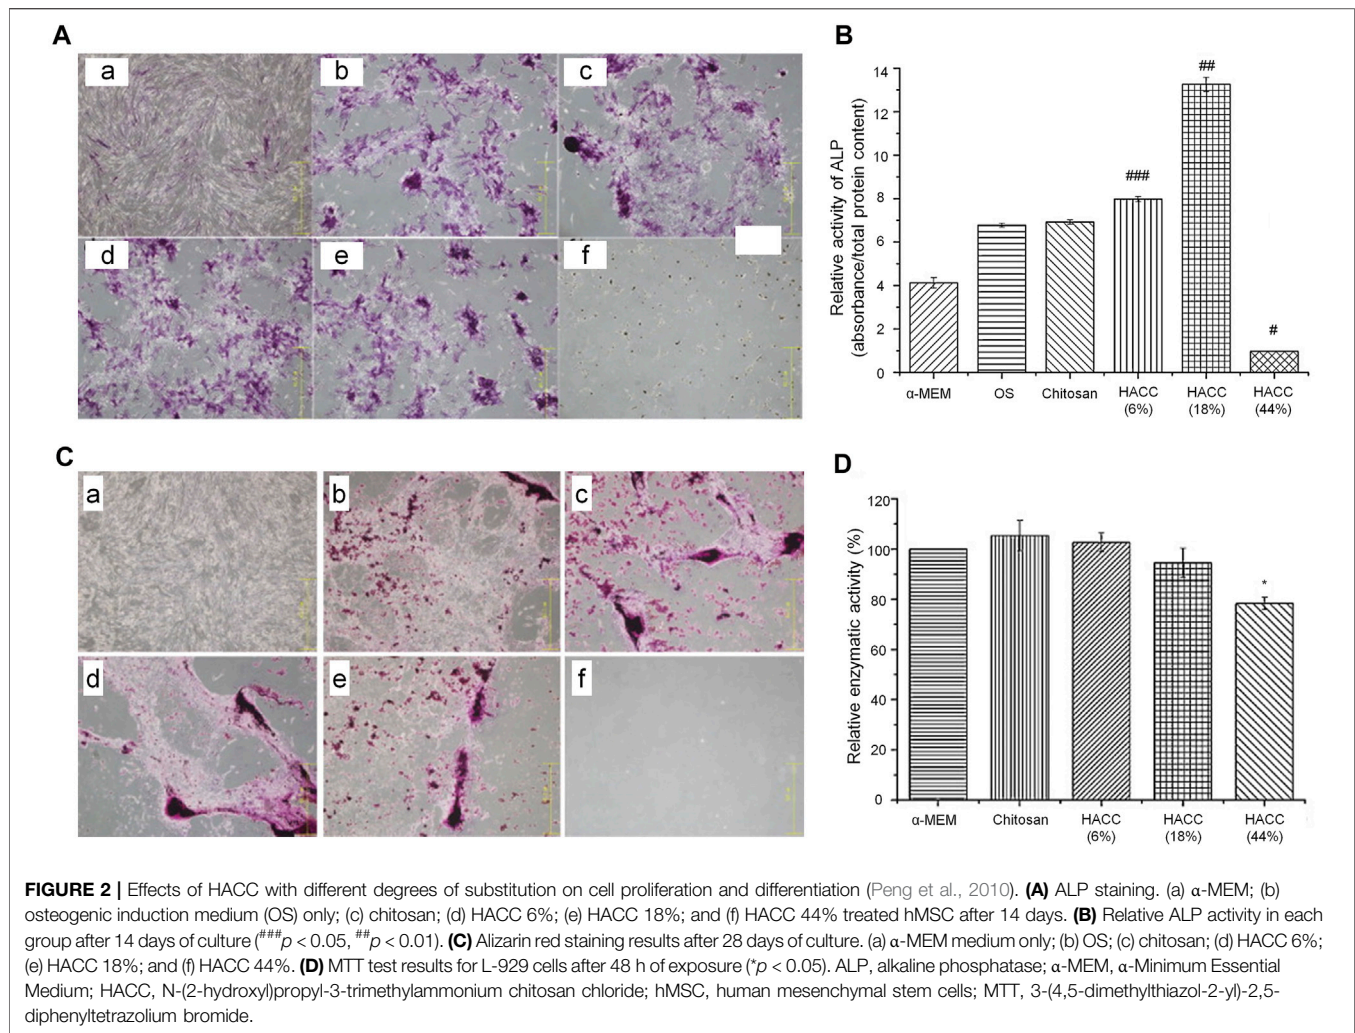 A
a
b
c
d
e
f
B
Relative activity of ALP
(absorbance/total protein content)
14
12
10
8
6
4
2
0
###
##
#
α-MEM
OS
Chitosan
HACC
(6%)
HACC
(18%)
HACC
(44%)
C
a
b
c
d
e
f
D
Relative enzymatic activity (%)
120
100
80
60
40
20
0
*
α-MEM
Chitosan
HACC
(6%)
HACC
(18%)
HACC
(44%)
FIGURE 2 | Effects of HACC with different degrees of substitution on cell proliferation and differentiation (Peng et al., 2010). (A) ALP staining. (a) α-MEM; (b)
osteogenic induction medium (OS) only; (c) chitosan; (d) HACC 6%; (e) HACC 18%; and (f) HACC 44% treated hMSC after 14 days. (B) Relative ALP activity in each
group after 14 days of culture (###p < 0.05, ##p < 0.01). (C) Alizarin red staining results after 28 days of culture. (a) α-MEM medium only; (b) OS; (c) chitosan; (d) HACC 6%;
(e) HACC 18%; and (f) HACC 44%. (D) MTT test results for L-929 cells after 48 h of exposure (*p < 0.05). ALP, alkaline phosphatase; α-MEM, α-Minimum Essential
Medium; HACC, N-(2-hydroxyl)propyl-3-trimethylammonium chitosan chloride; hMSC, human mesenchymal stem cells; MTT, 3-(4,5-dimethylthiazol-2-yl)-2,5-
diphenyltetrazolium bromide.